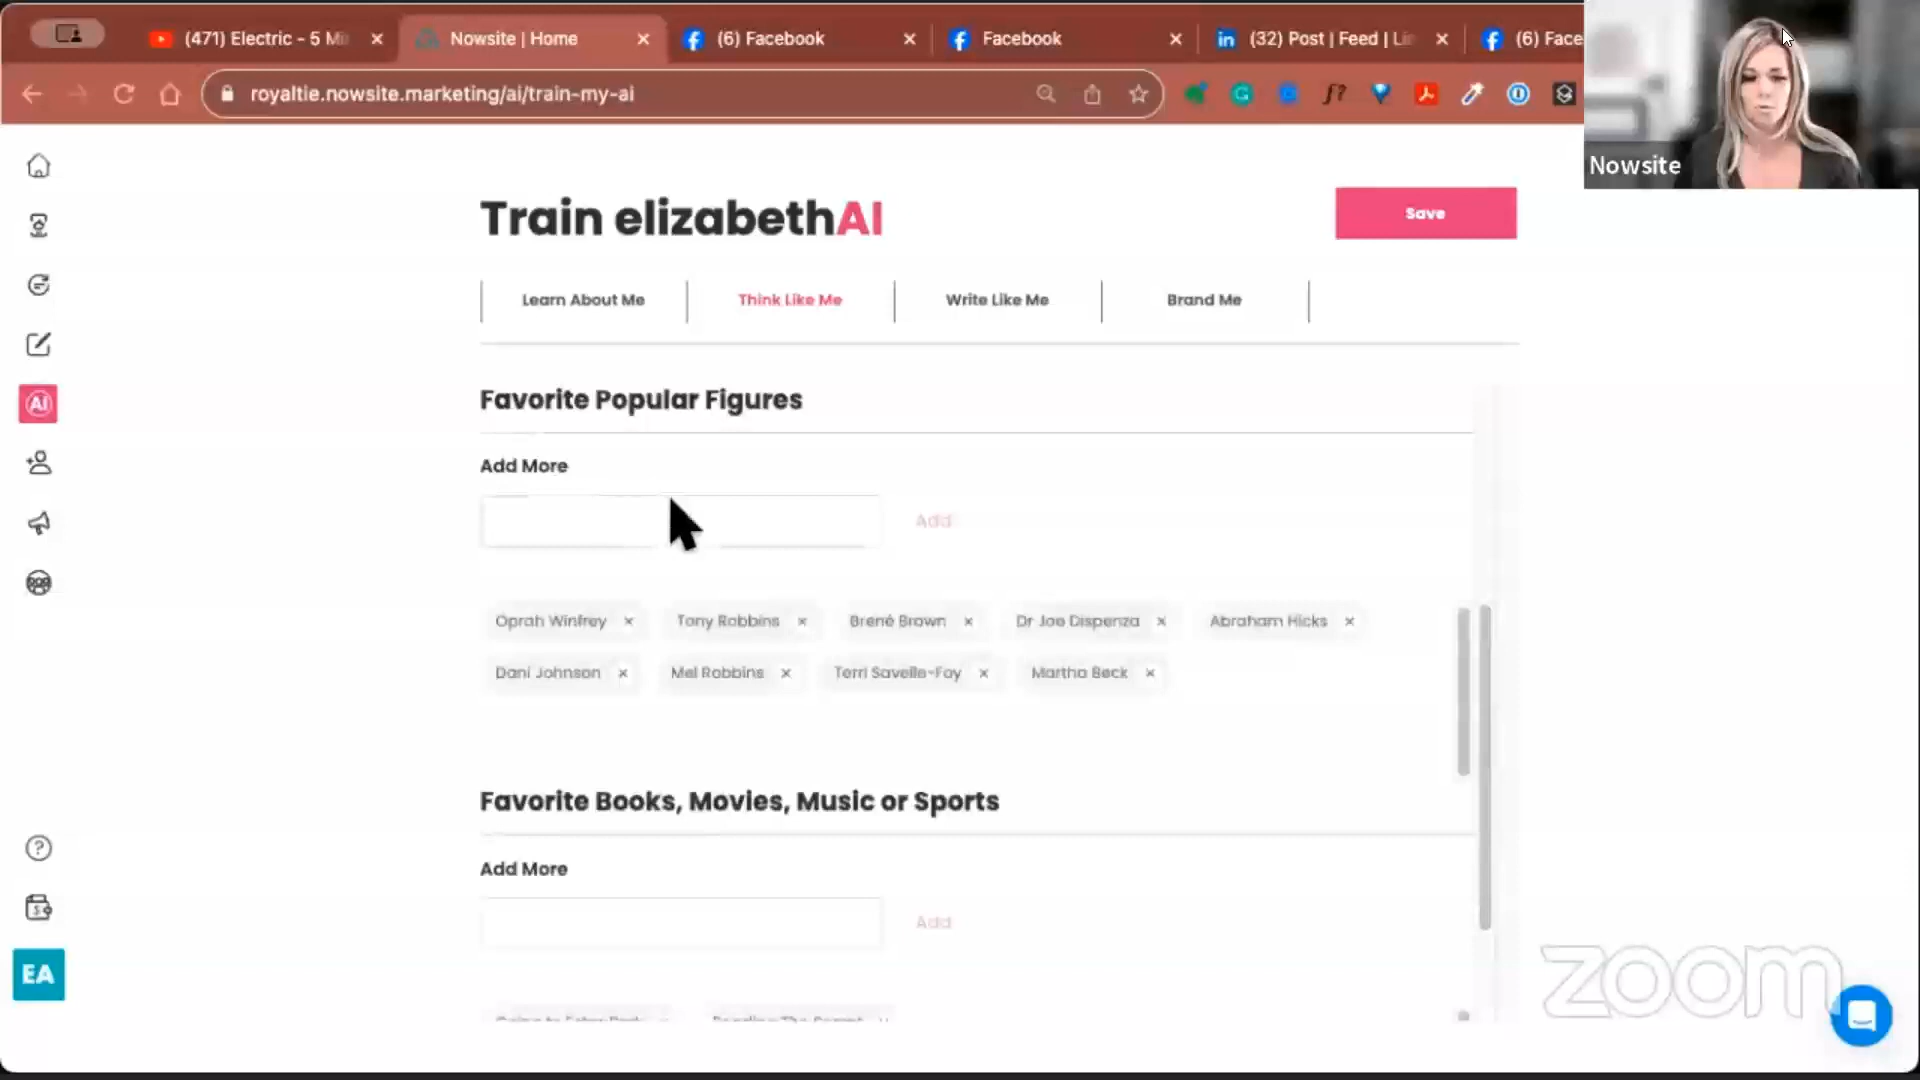 (471) Electric - 5 Mi
Nowsite | Home
(6) Facebook
Facebook
(32) Post | Feed | Li
(6) Face
royaltie.nowsite.marketing/ai/train-my-ai
Nowsite
Train elizabethAI
Save
Learn About Me
Think Like Me
Write Like Me
Brand Me
Favorite Popular Figures
Add More
Add
Oprah Winfrey × Tony Robbins × Brené Brown × Dr Joe Dispenza × Abraham Hicks ×
Dani Johnson × Mel Robbins × Terri Savelle-Foy × Martha Beck ×
Favorite Books, Movies, Music or Sports
Add More
Add
AI
EA
zoom